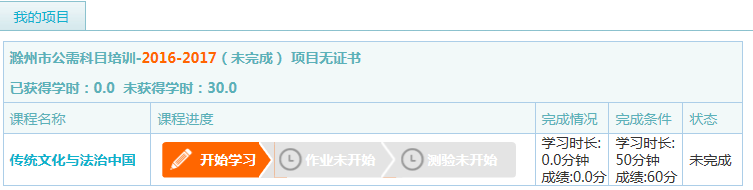 我的项目
滁州市公需科目培训-2016-2017（未完成） 项目无证书
已获得学时：0.0 未获得学时：30.0
课程名称 课程进度 完成情况 完成条件 状态
传统文化与法治中国 开始学习 作业未开始 测验未开始 学习时长:0.0分钟 成绩:0.0分 学习时长:50分钟 成绩:60分 未完成